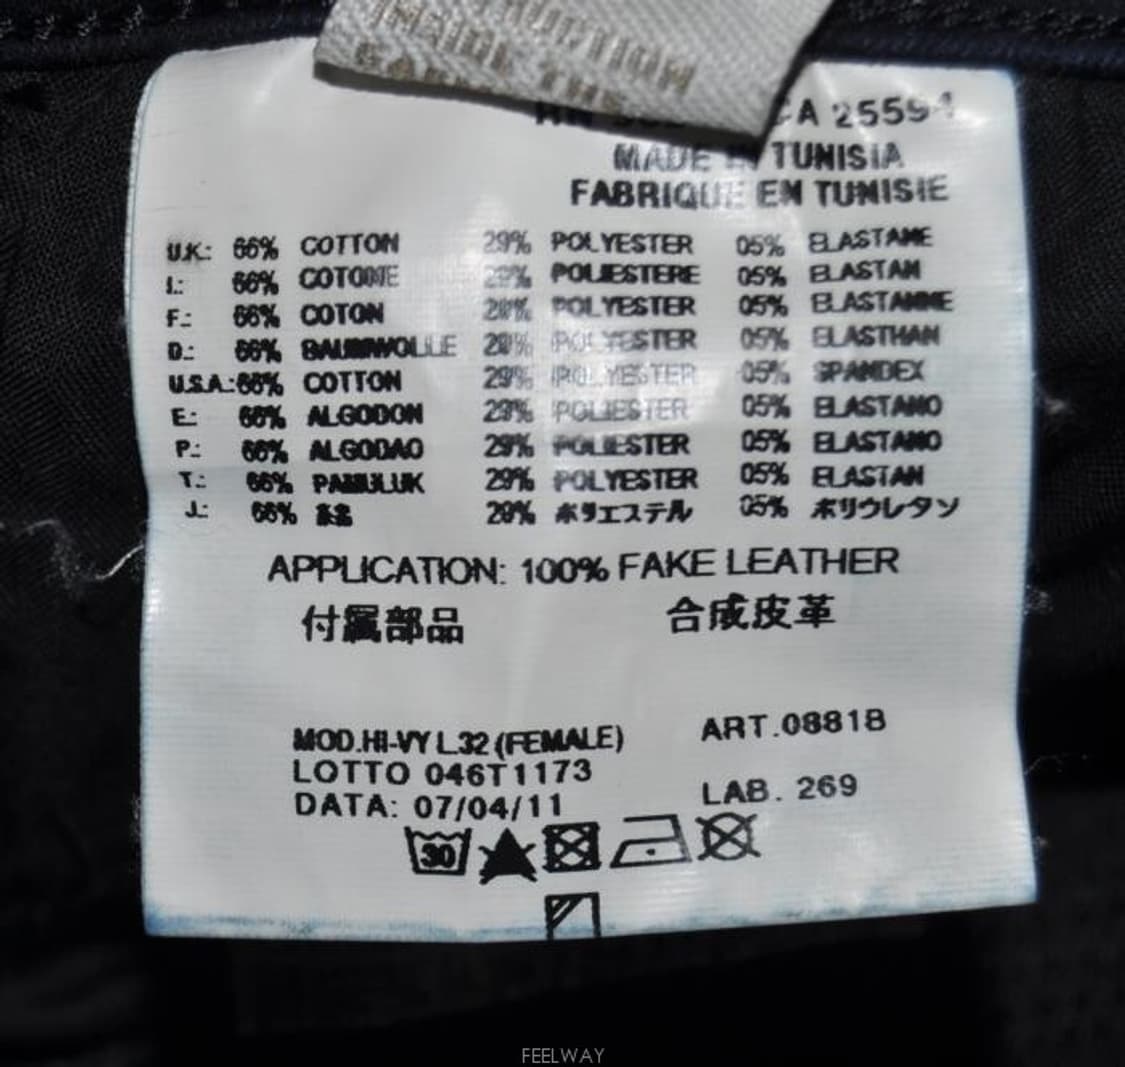 CA 25594
MADE IN TUNISIA
FABRIQUE EN TUNISIE
U.K.: 66% COTTON 29% POLYESTER 05% ELASTANE
I.: 66% COTONE 29% POLIESTERE 05% ELASTAN
F.: 66% COTON 29% POLYESTER 05% ELASTANNE
D.: 66% BAUMWOLLE 29% POLYESTER 05% ELASTHAN
U.S.A.: 66% COTTON 29% POLYESTER 05% SPANDEX
E.: 66% ALGODON 29% POLIESTER 05% ELASTANO
P.: 66% ALGODAO 29% POLIESTER 05% ELASTANO
T.: 66% PAMULUK 29% POLYESTER 05% ELASTAN
J.: 66% 29% ポリエステル 05% ポリウレタン
APPLICATION: 100% FAKE LEATHER
付属部品 合成皮革
MOD.HI-VY L32 (FEMALE) ART.08818
LOTTO 046T1173
DATA: 07/04/11 LAB. 269
30
FEELWAY